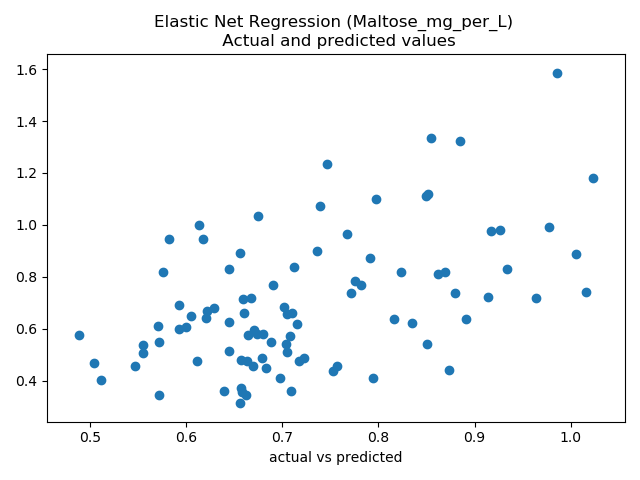 Elastic Net Regression (Maltose_mg_per_L)
Actual and predicted values
1.6
1.4
1.2
1.0
0.8
0.6
0.4
0.5 0.6 0.7 0.8 0.9 1.0
actual vs predicted